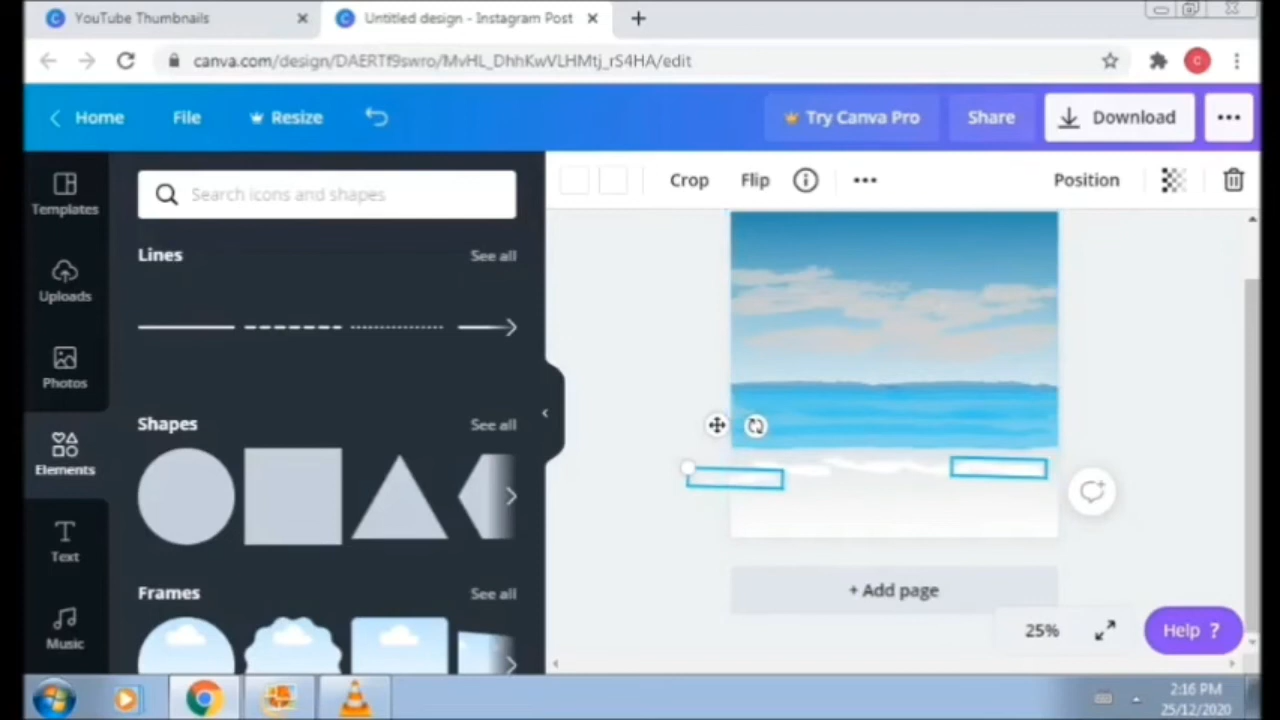 YouTube Thumbnails
Untitled design - Instagram Post
canva.com/design/DAERTf9swro/MvHL_DhhKwVLHMtj_rS4HA/edit
Home
File
Resize
Try Canva Pro
Share
Download
Search icons and shapes
Crop
Flip
Position
Templates
Lines
See all
Uploads
Photos
Shapes
See all
Elements
Text
+ Add page
Frames
See all
25%
Help ?
Music
2:16 PM
25/12/2020